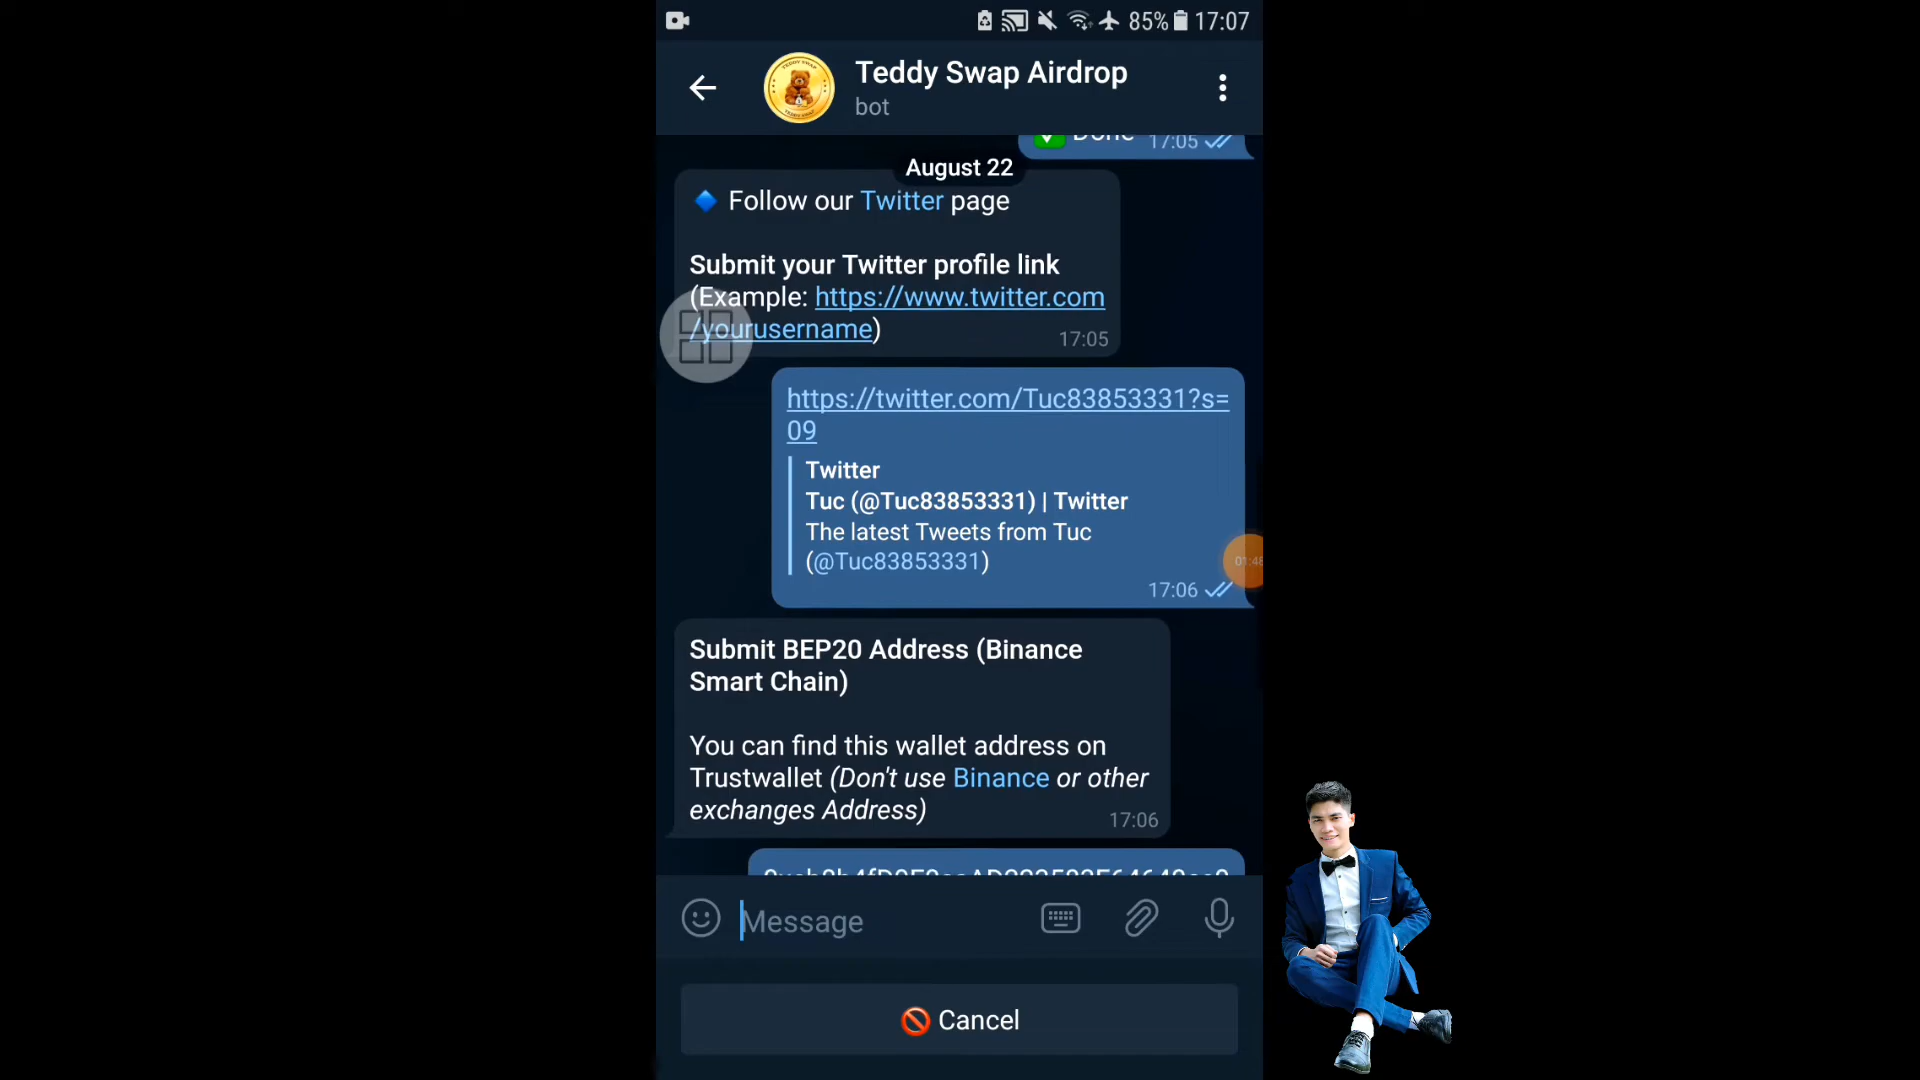 85% 17:07
Teddy Swap Airdrop
bot
Done 17:05
August 22
Follow our Twitter page
Submit your Twitter profile link
(Example: https://www.twitter.com
/yourusername)
17:05
https://twitter.com/Tuc83853331?s=
09
Twitter
Tuc (@Tuc83853331) | Twitter
The latest Tweets from Tuc
(@Tuc83853331)
17:06
Submit BEP20 Address (Binance
Smart Chain)
You can find this wallet address on
Trustwallet (Don't use Binance or other
exchanges Address)
17:06
Message
Cancel